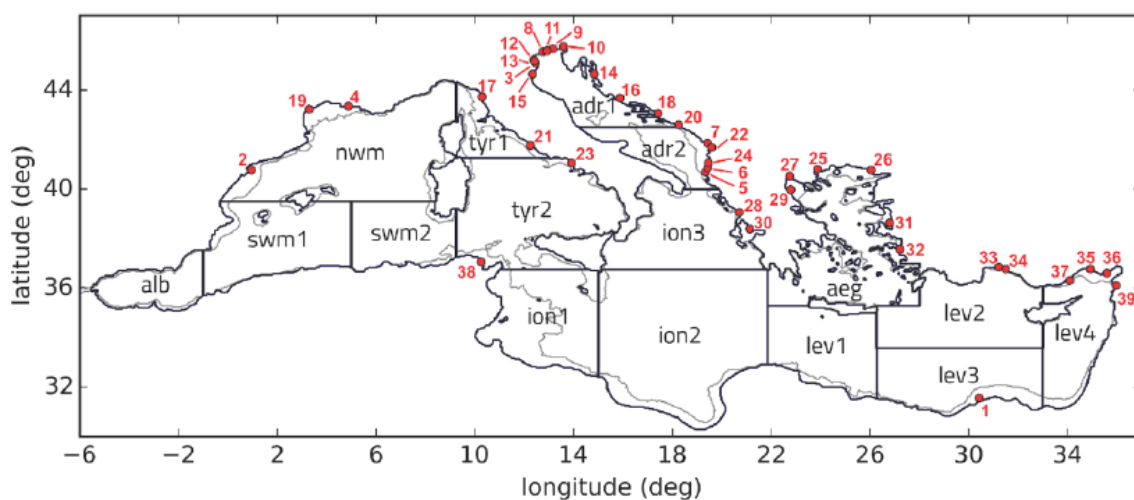 8 11 9
12 10
13
3 14
15
17
16
18
20
19 4
7 22
24
6
5
2
21
23
27 25 26
29
28
30
31
32
33 34
37 35 36
39
38
1
adr1
adr2
nwm
tyr1
tyr2
swm1
swm2
alb
ion3
ion1
ion2
aeg
lev1
lev2
lev3
lev4
latitude (deg)
44
40
36
32
−6 −2 2 6 10 14 18 22 26 30 34
longitude (deg)